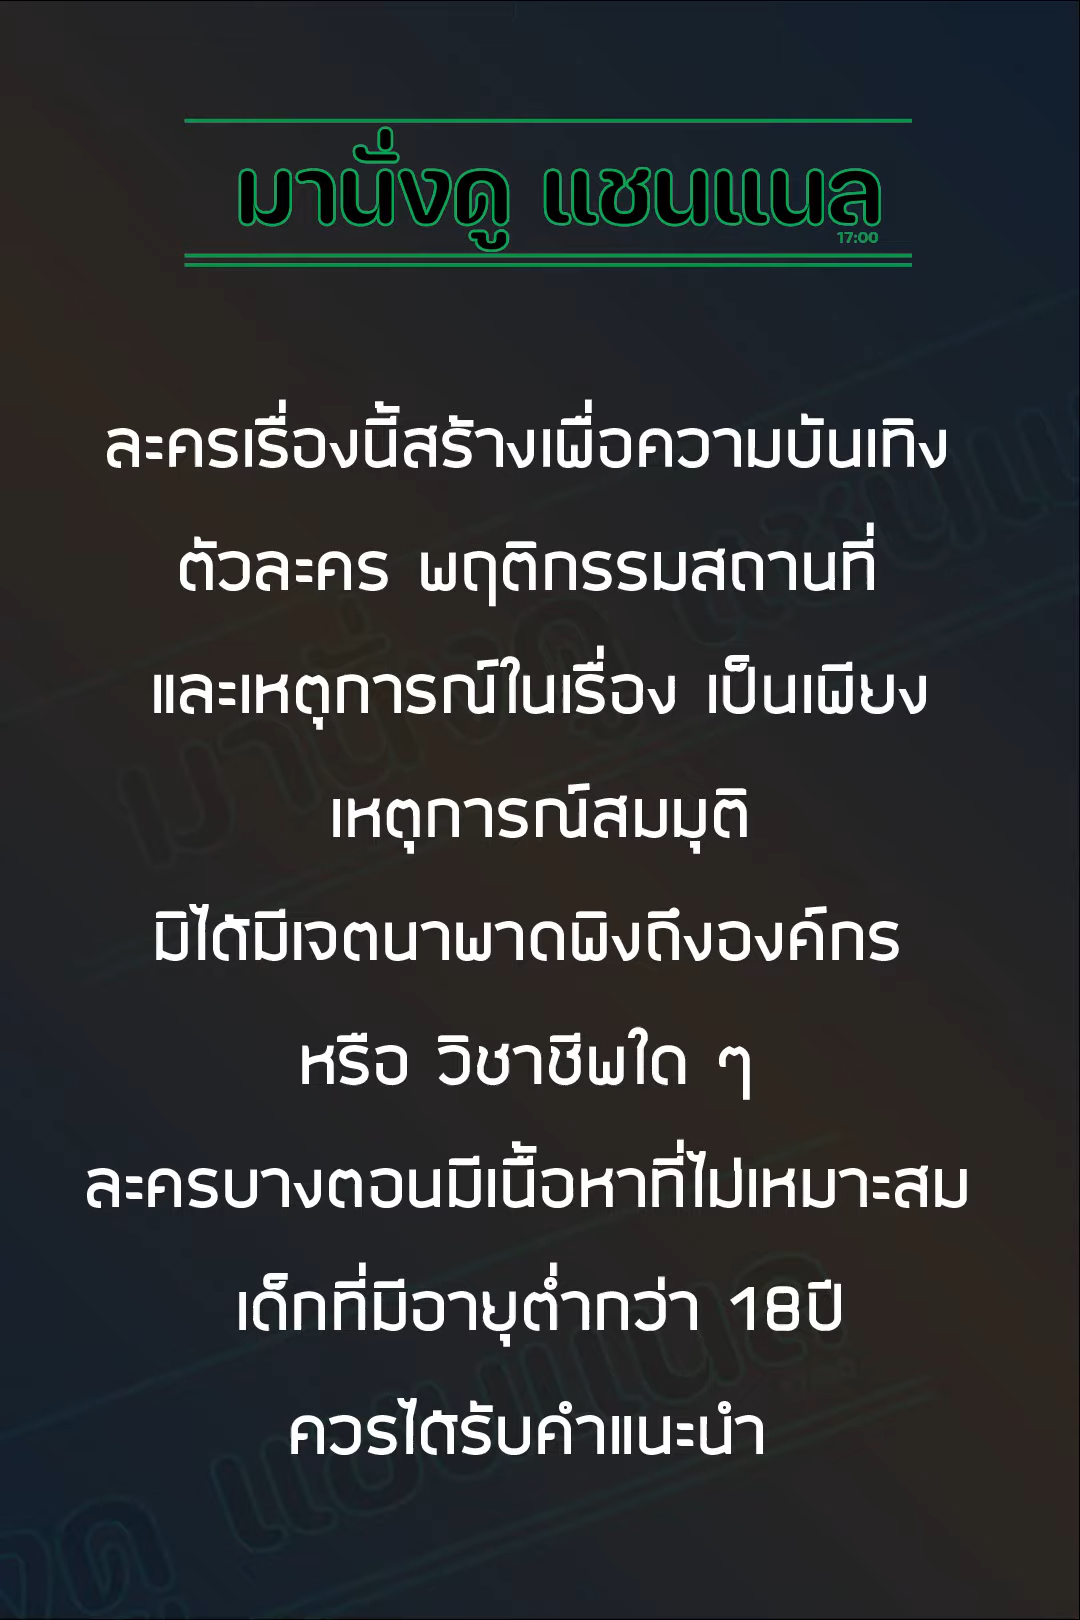 มานั่งดู แชนแนล
17:00
ละครเรื่องนี้สร้างเพื่อความบันเทิง
ตัวละคร พฤติกรรมสถานที่
และเหตุการณ์ในเรื่อง เป็นเพียง
เหตุการณ์สมมุติ
มิได้มีเจตนาพาดพิงถึงองค์กร
หรือ วิชาชีพใด ๆ
ละครบางตอนมีเนื้อหาที่ไม่เหมาะสม
เด็กที่มีอายุต่ำกว่า 18ปี
ควรได้รับคำแนะนำ